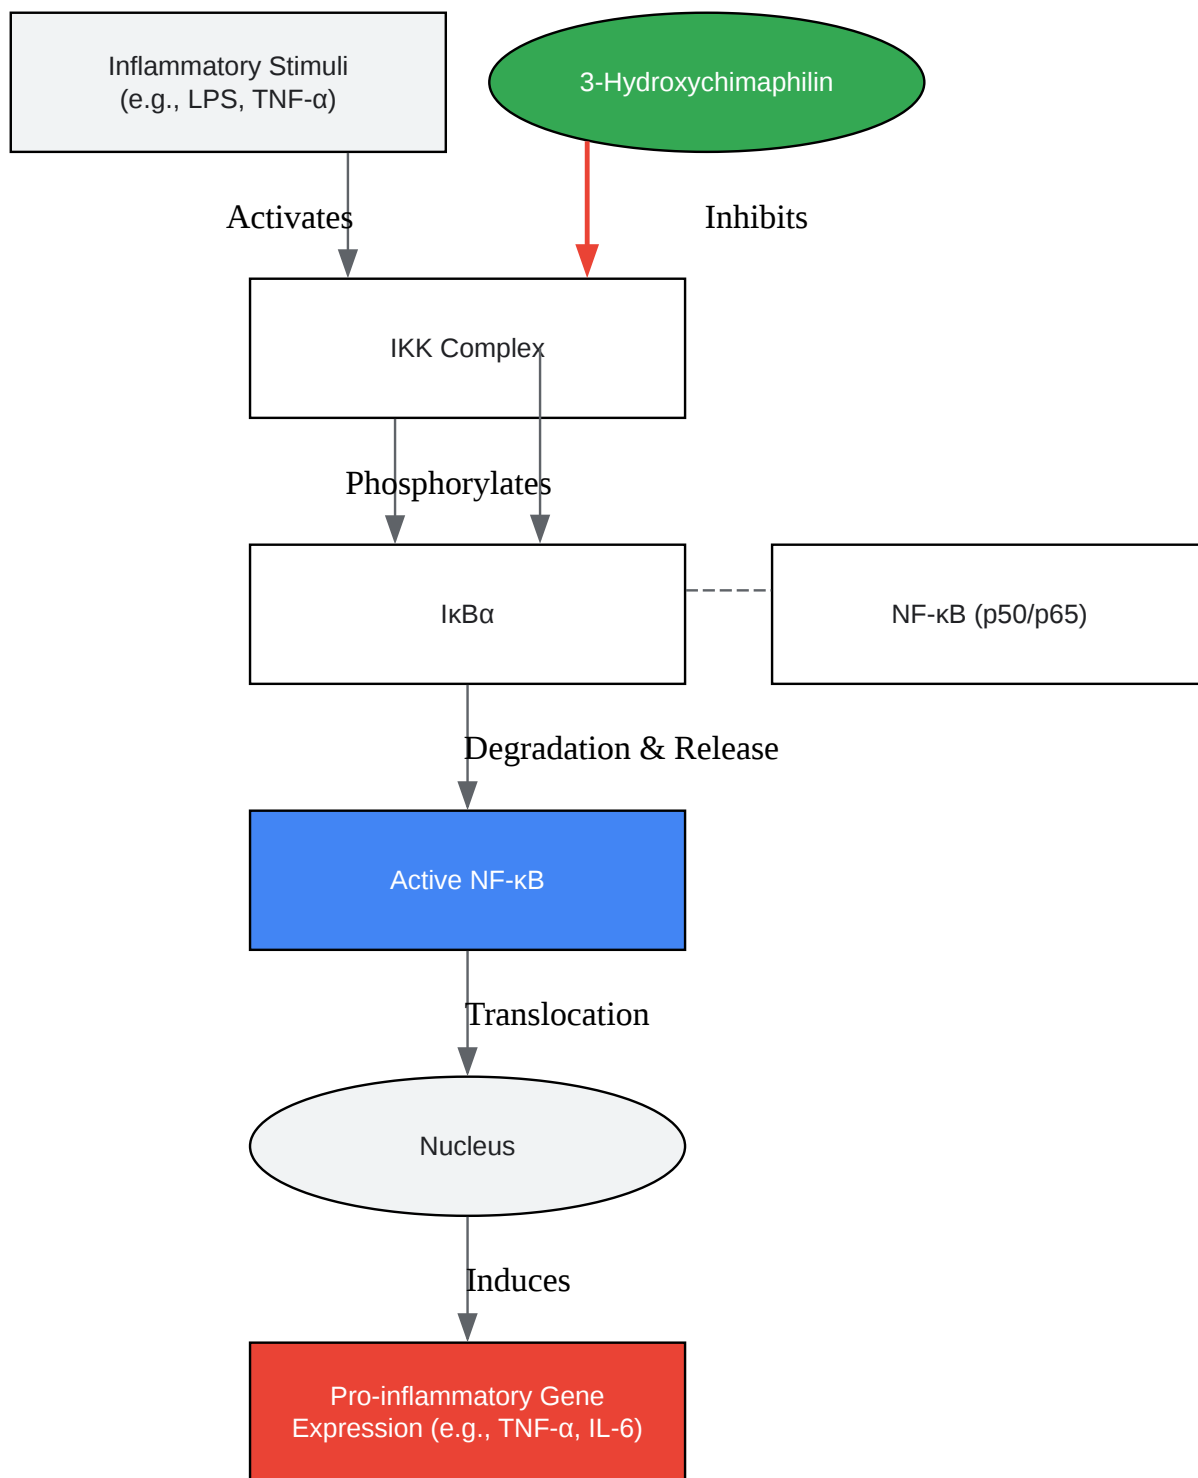 Inflammatory Stimuli
(e.g., LPS, TNF-α)
3-Hydroxychimaphilin
Activates
Inhibits
IKK Complex
Phosphorylates
IκBα
NF-κB (p50/p65)
Degradation & Release
Active NF-κB
Translocation
Nucleus
Induces
Pro-inflammatory Gene
Expression (e.g., TNF-α, IL-6)